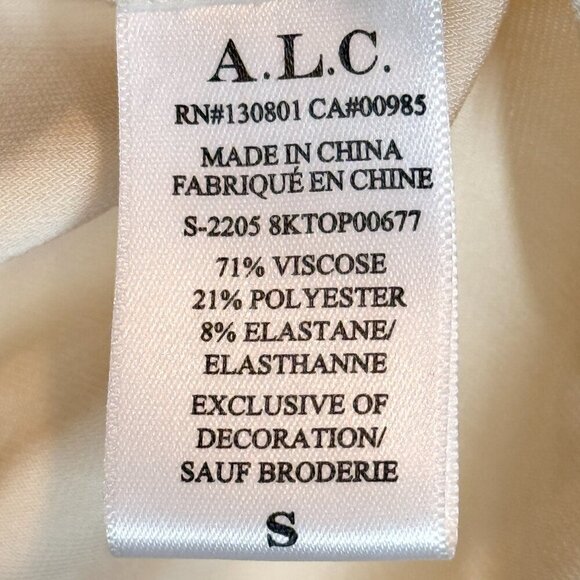 A.L.C.
RN#130801 CA#00985
MADE IN CHINA
FABRIQUÉ EN CHINE
S-2205 8KTOP00677
71% VISCOSE
21% POLYESTER
8% ELASTANE/
ELASTHANNE
EXCLUSIVE OF
DECORATION/
SAUF BRODERIE
S